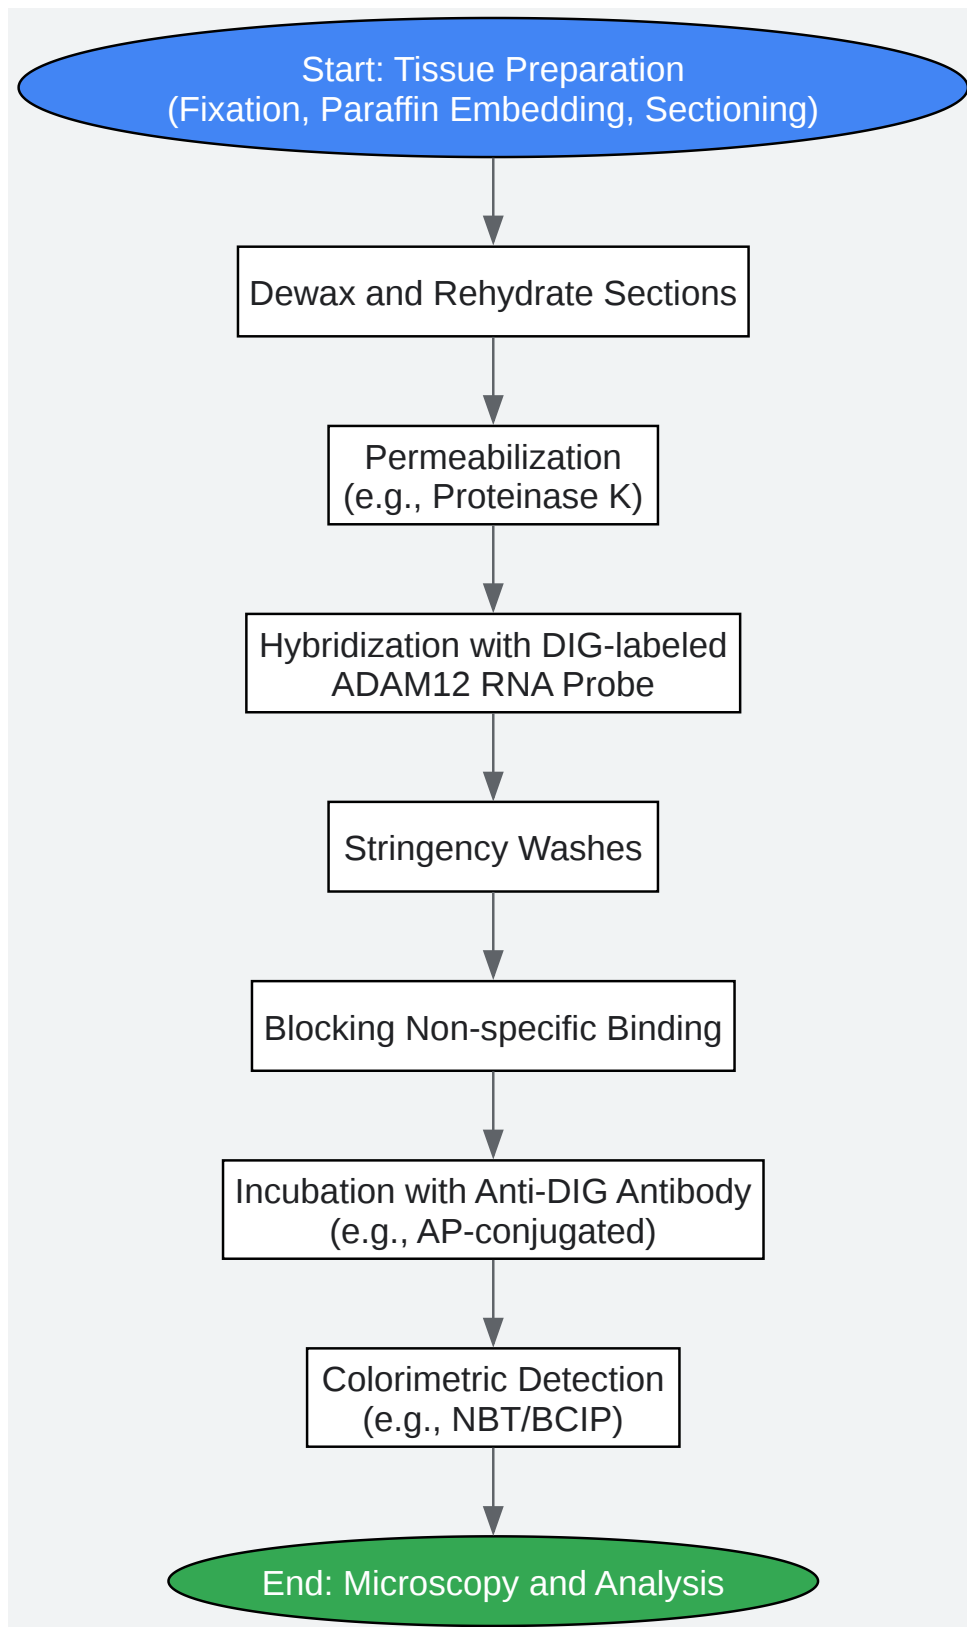 Start: Tissue Preparation
(Fixation, Paraffin Embedding, Sectioning)
Dewax and Rehydrate Sections
Permeabilization
(e.g., Proteinase K)
Hybridization with DIG-labeled
ADAM12 RNA Probe
Stringency Washes
Blocking Non-specific Binding
Incubation with Anti-DIG Antibody
(e.g., AP-conjugated)
Colorimetric Detection
(e.g., NBT/BCIP)
End: Microscopy and Analysis